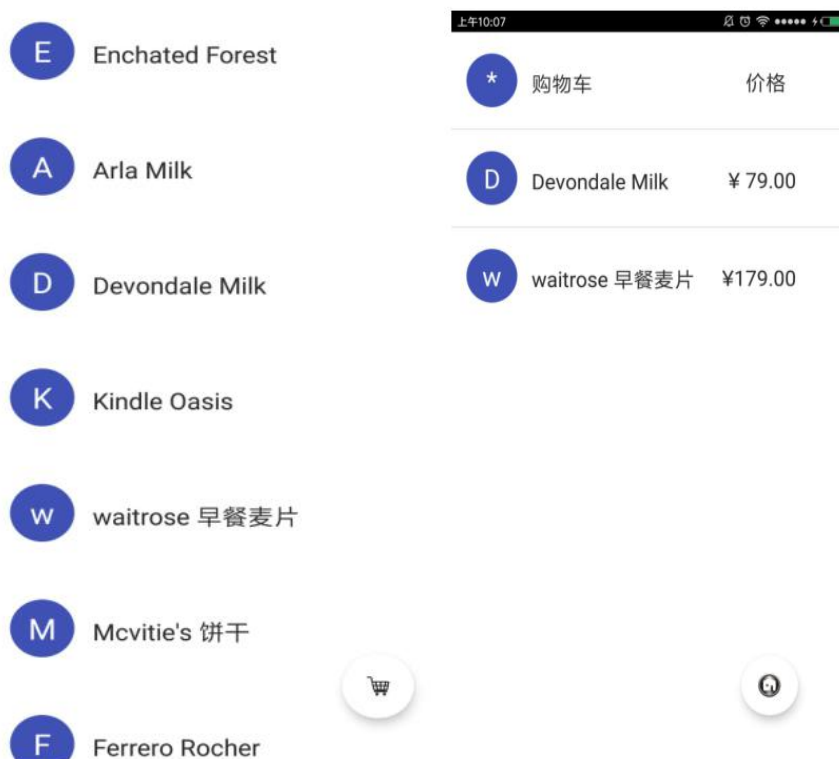 E Enchated Forest
A Arla Milk
D Devondale Milk
K Kindle Oasis
w waitrose 早餐麦片
M Mcvitie's 饼干
F Ferrero Rocher
上午10:07
* 购物车 价格
D Devondale Milk ¥ 79.00
w waitrose 早餐麦片 ¥179.00